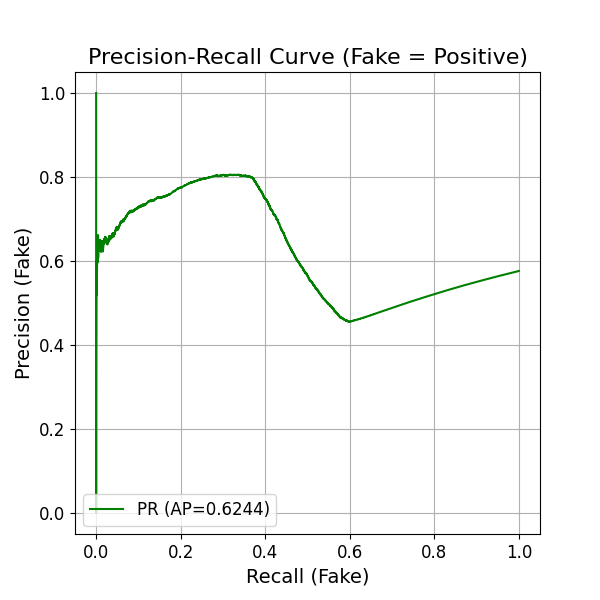 Precision-Recall Curve (Fake = Positive)
1.0
0.8
0.6
0.4
0.2
0.0
Precision (Fake)
PR (AP=0.6244)
0.0 0.2 0.4 0.6 0.8 1.0
Recall (Fake)